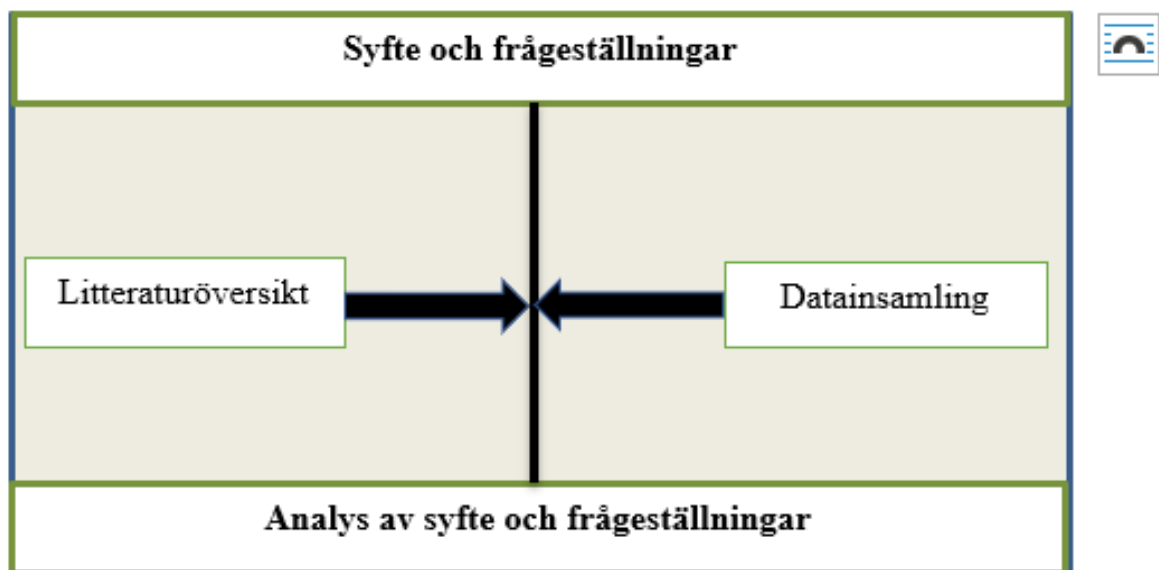 Syfte och frågeställningar
Litteraturöversikt
Datainsamling
Analys av syfte och frågeställningar